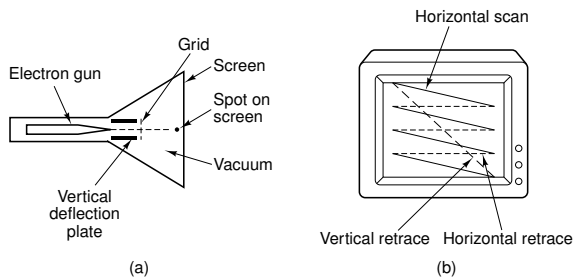 Grid
Screen
Electron gun
Spot on
screen
Vacuum
Vertical
deflection
plate
(a)
Horizontal scan
Vertical retrace
Horizontal retrace
(b)